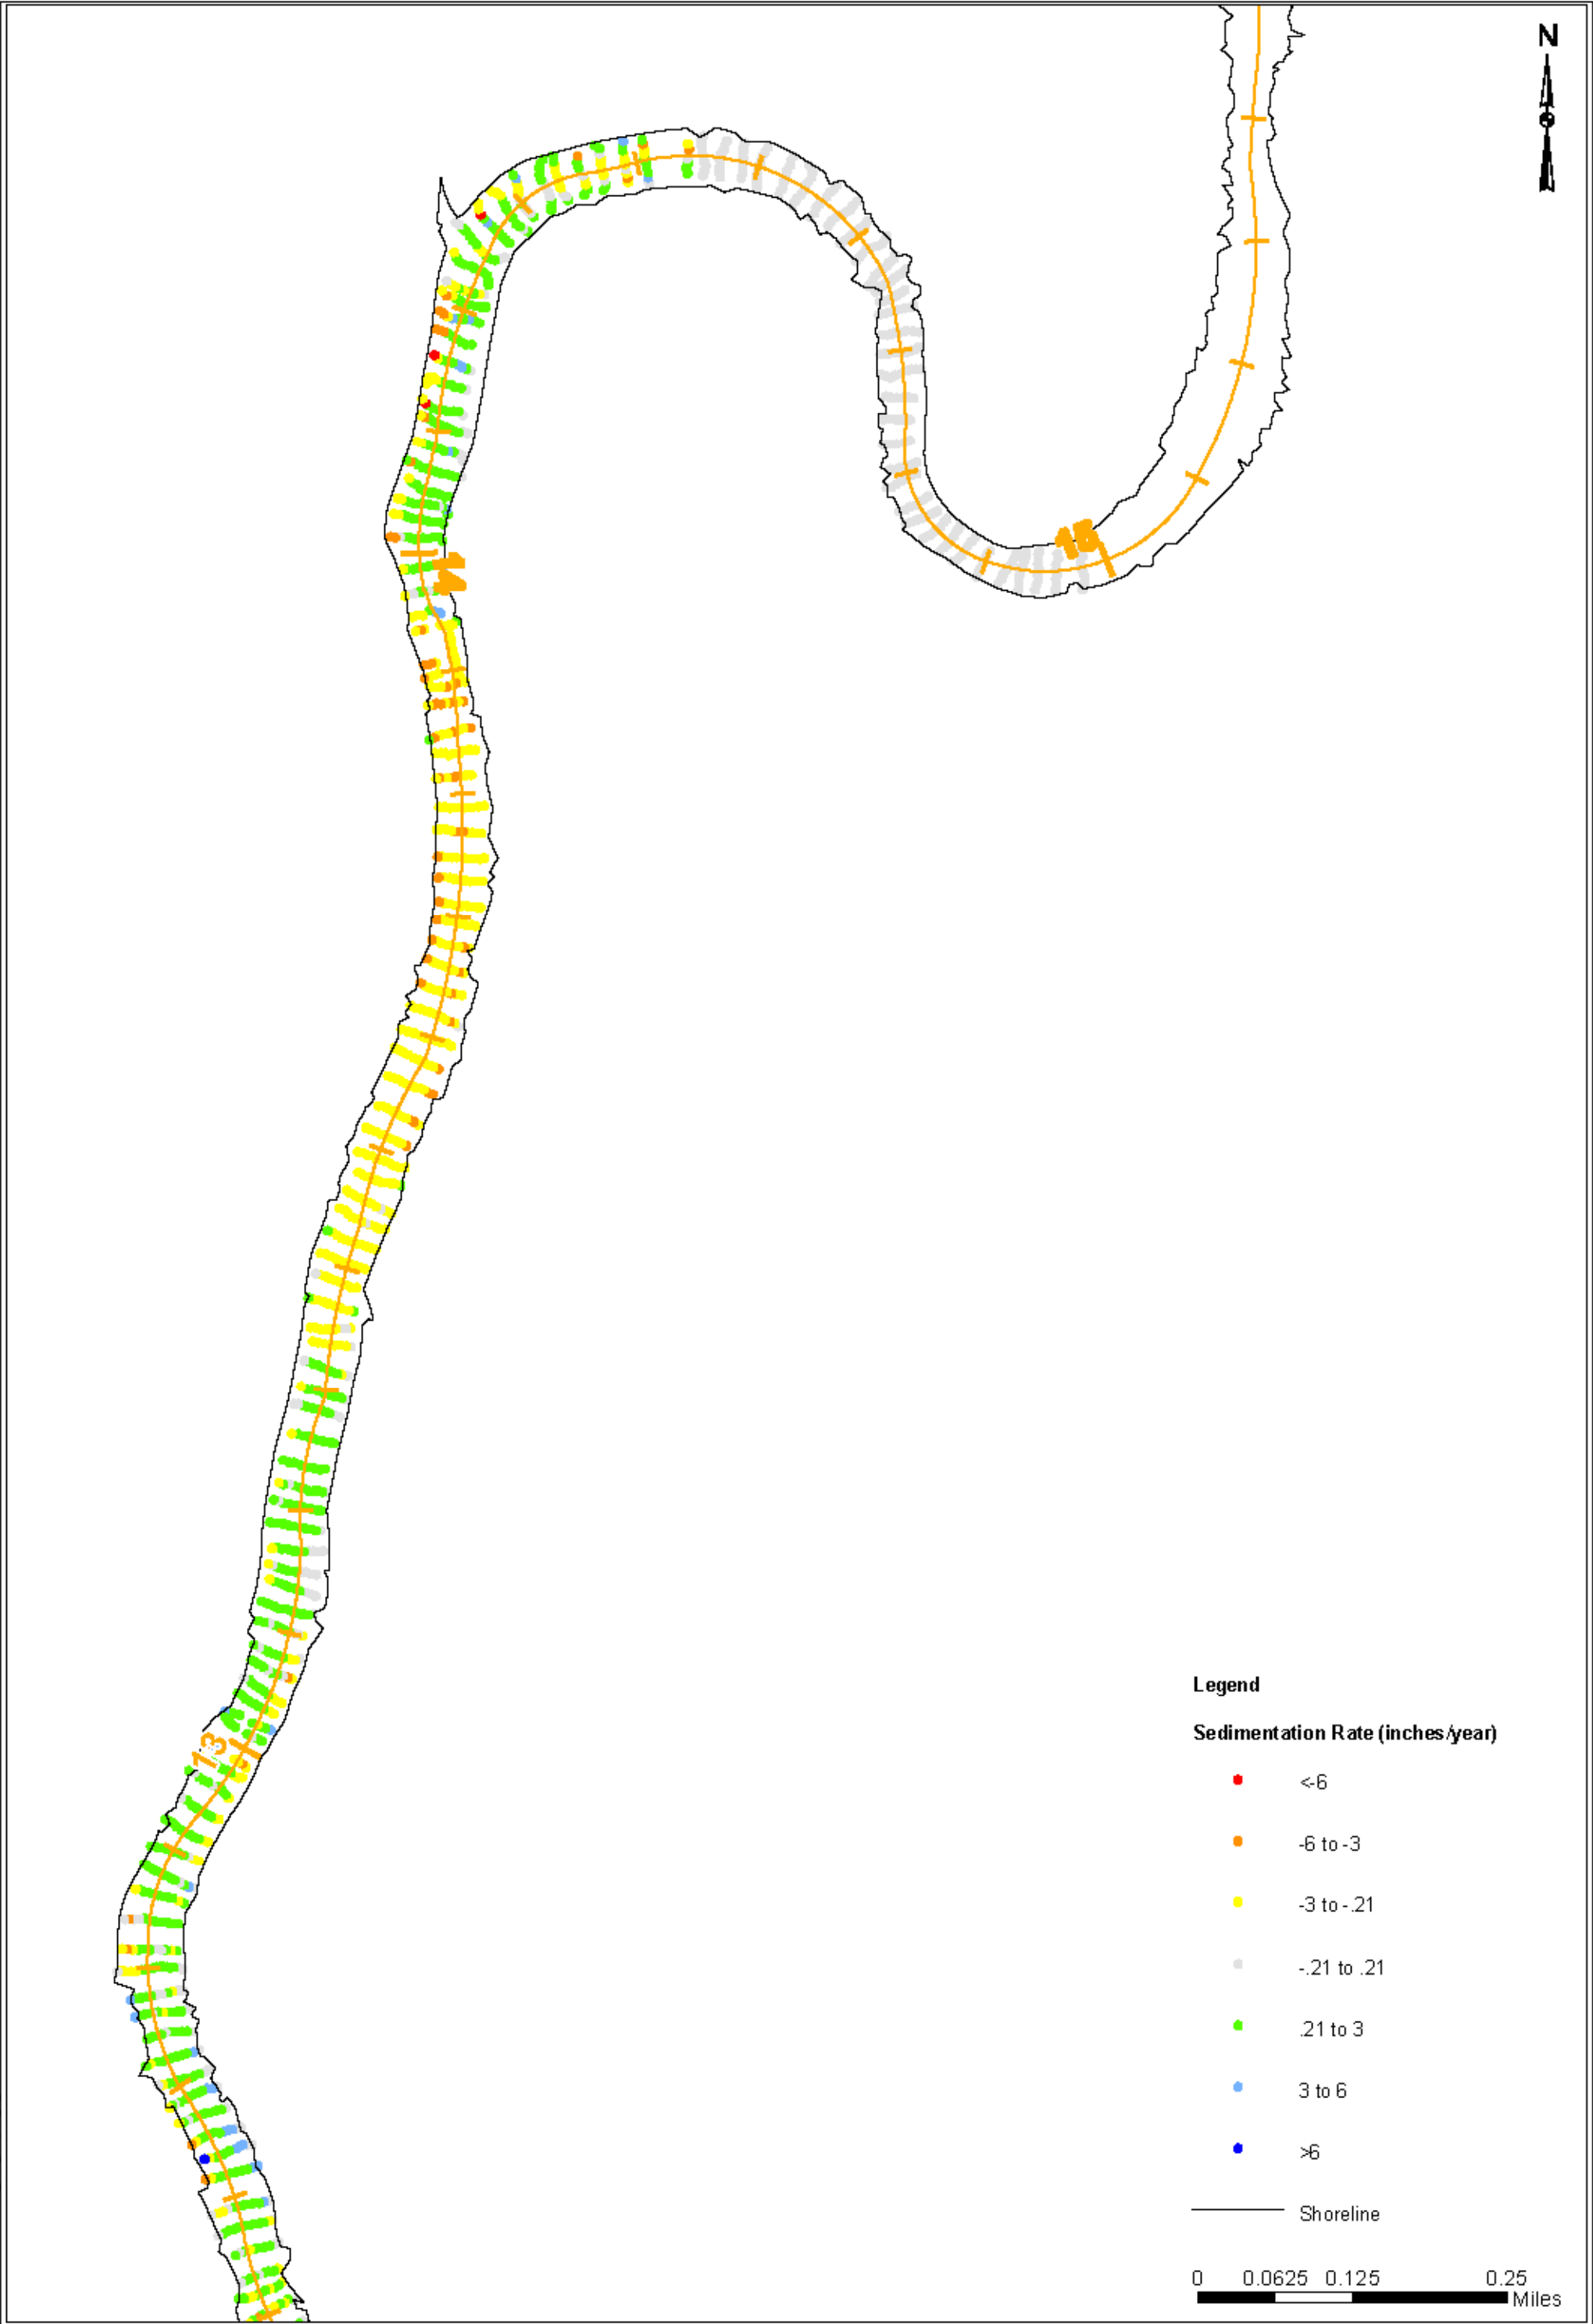 N
15
14
13
Legend
Sedimentation Rate (inches/year)
<-6
-6 to -3
-3 to -.21
-.21 to .21
.21 to 3
3 to 6
>6
Shoreline
0 0.0625 0.125 0.25
Miles